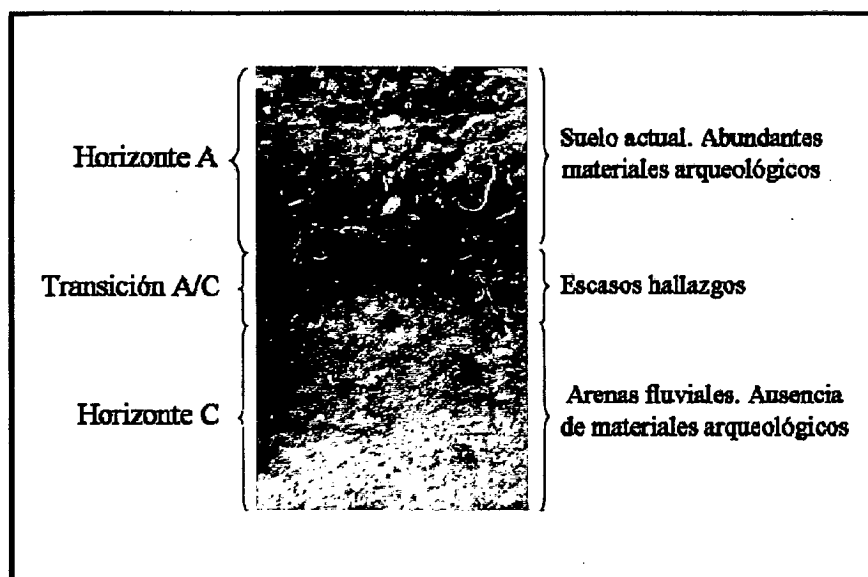 Horizonte A
Suelo actual. Abundantes
materiales arqueológicos
Transición A/C
Escasos hallazgos
Horizonte C
Arenas fluviales. Ausencia
de materiales arqueológicos